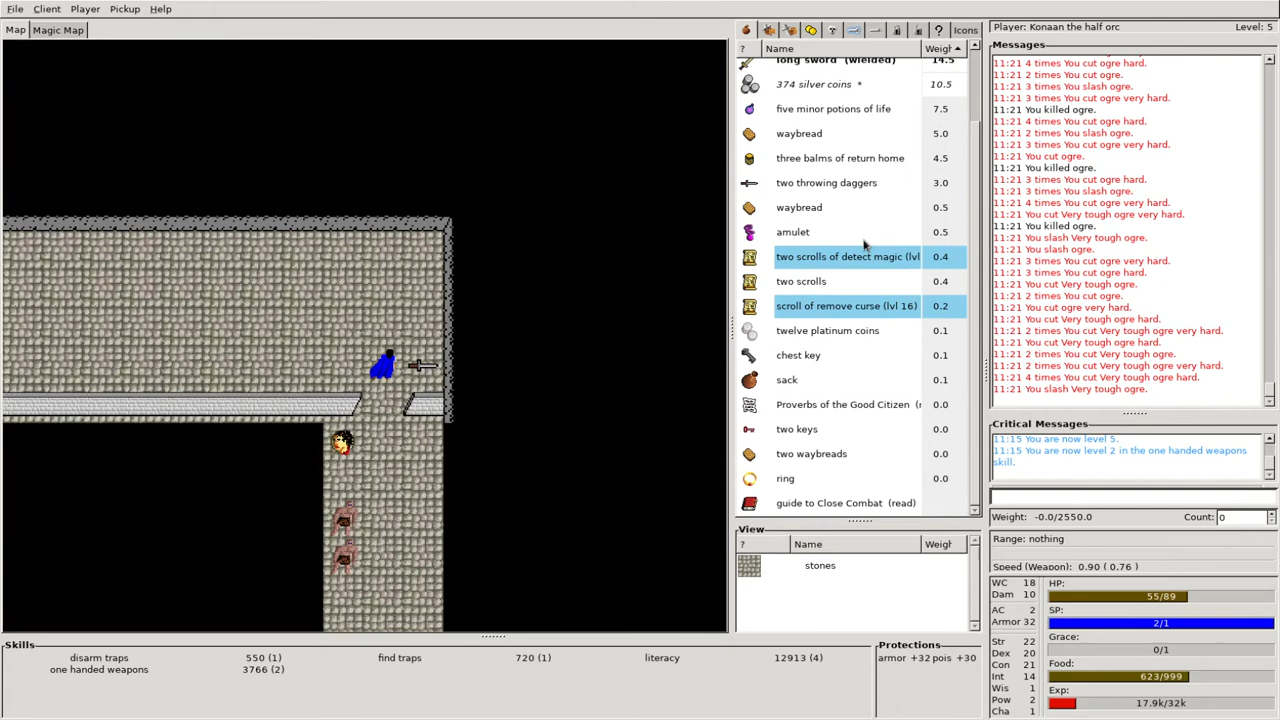 File Client Player Pickup Help
Map Magic Map
? Icons
? Name Weigh
long sword (wielded) 14.5
374 silver coins * 10.5
five minor potions of life 7.5
waybread 5.0
three balms of return home 4.5
two throwing daggers 3.0
waybread 0.5
amulet 0.5
two scrolls of detect magic (lvl 0.4
two scrolls 0.4
scroll of remove curse (lvl 16) 0.2
twelve platinum coins 0.1
chest key 0.1
sack 0.1
Proverbs of the Good Citizen (r 0.0
two keys 0.0
two waybreads 0.0
ring 0.0
guide to Close Combat (read) 0.0
View
? Name Weigh
stones
Player: Konaan the half orc Level: 5
Messages
11:21 4 times You cut ogre hard.
11:21 2 times You cut ogre.
11:21 3 times You slash ogre.
11:21 3 times You cut ogre very hard.
11:21 You killed ogre.
11:21 4 times You cut ogre hard.
11:21 2 times You slash ogre.
11:21 3 times You cut ogre very hard.
11:21 You cut ogre.
11:21 You killed ogre.
11:21 3 times You cut ogre hard.
11:21 3 times You slash ogre.
11:21 4 times You cut ogre very hard.
11:21 You cut Very tough ogre very hard.
11:21 You killed ogre.
11:21 You slash Very tough ogre.
11:21 You slash ogre.
11:21 3 times You cut ogre very hard.
11:21 You cut Very tough ogre.
11:21 2 times You cut ogre.
11:21 You cut ogre very hard.
11:21 You cut Very tough ogre hard.
11:21 2 times You cut Very tough ogre very hard.
11:21 You cut Very tough ogre hard.
11:21 2 times You cut Very tough ogre.
11:21 2 times You cut Very tough ogre very hard.
11:21 4 times You cut Very tough ogre hard.
11:21 You slash Very tough ogre.
Critical Messages
11:15 You are now level 5.
11:15 You are now level 2 in the one handed weapons
skill.
Weight: -0.0/2550.0 Count: 0
Range: nothing
Speed (Weapon): 0.90 ( 0.76 )
WC 18
Dam 10
AC 2
Armor 32
Str 22
Dex 20
Con 21
Int 14
Wis 1
Pow 2
Cha 1
HP:
55/89
SP:
2/1
Grace:
0/1
Food:
623/999
Exp:
17.9k/32k
Skills
disarm traps 550 (1) find traps 720 (1) literacy 12913 (4)
one handed weapons 3766 (2)
Protections
armor +32 pois +30